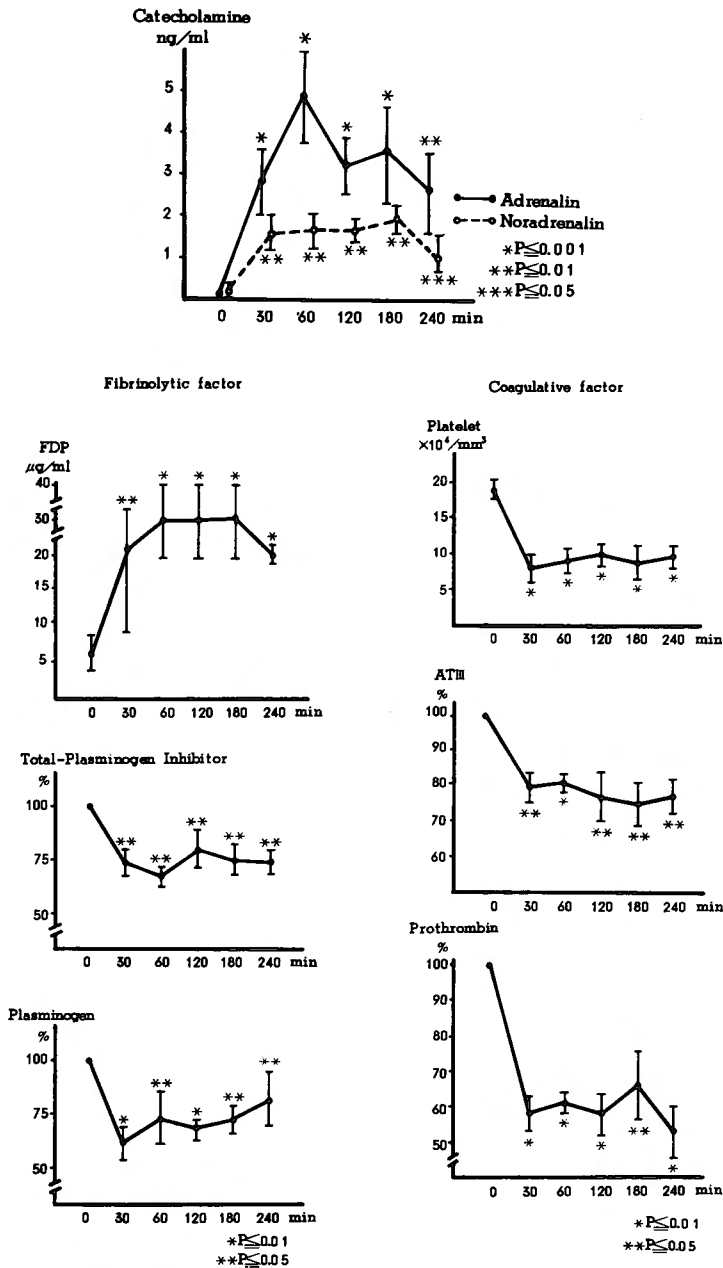 Catecholamine
ng/ml
5
4
3
2
1
0 30 60 120 180 240 min
* * * * **
** ** ** ** ***
Adrenalin
Noradrenalin
*P≦0.001
**P≦0.01
***P≦0.05
Fibrinolytic factor
FDP
μg/ml
40
30
20
15
10
5
** * * * *
0 30 60 120 180 240 min
Total-Plasminogen Inhibitor
%
100
75
50
** ** ** ** **
0 30 60 120 180 240 min
Plasminogen
%
100
75
50
* ** * ** **
0 30 60 120 180 240 min
*P≦0.01
**P≦0.05
Coagulative factor
Platelet
×10⁴/mm³
20
15
10
5
* * * * *
0 30 60 120 180 240 min
ATIII
%
100
90
80
70
60
** * ** ** **
0 30 60 120 180 240 min
Prothrombin
%
100
90
80
70
60
50
* * * ** *
0 30 60 120 180 240 min
*P≦0.01
**P≦0.05